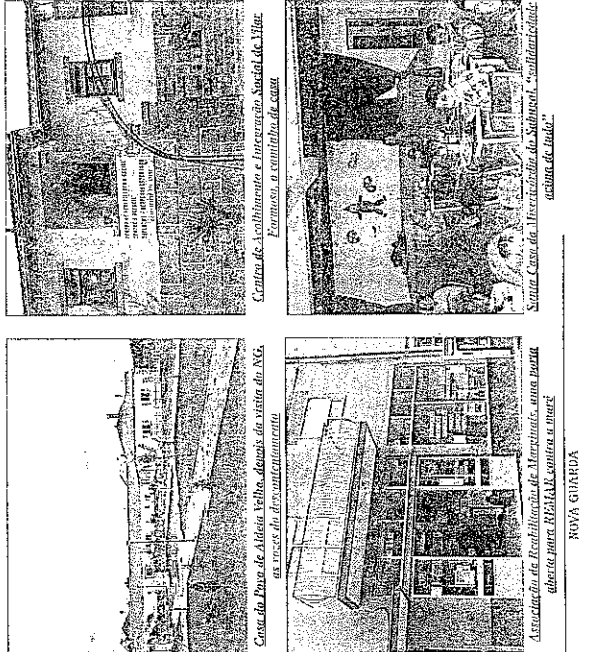 Casa do Povo de Aldeia Velha, depois da visita do NG,
as vozes do descontentamento
Centro de Acolhimento e Integração Social de Vilar
Formoso, a caminho de casa
Associação de Reabilitação de Marginais, uma porta
aberta para REMAR contra a maré
Santa Casa da Misericórdia do Sabugal, "Solidariedade
acima de tudo"
NOVA GUARDA